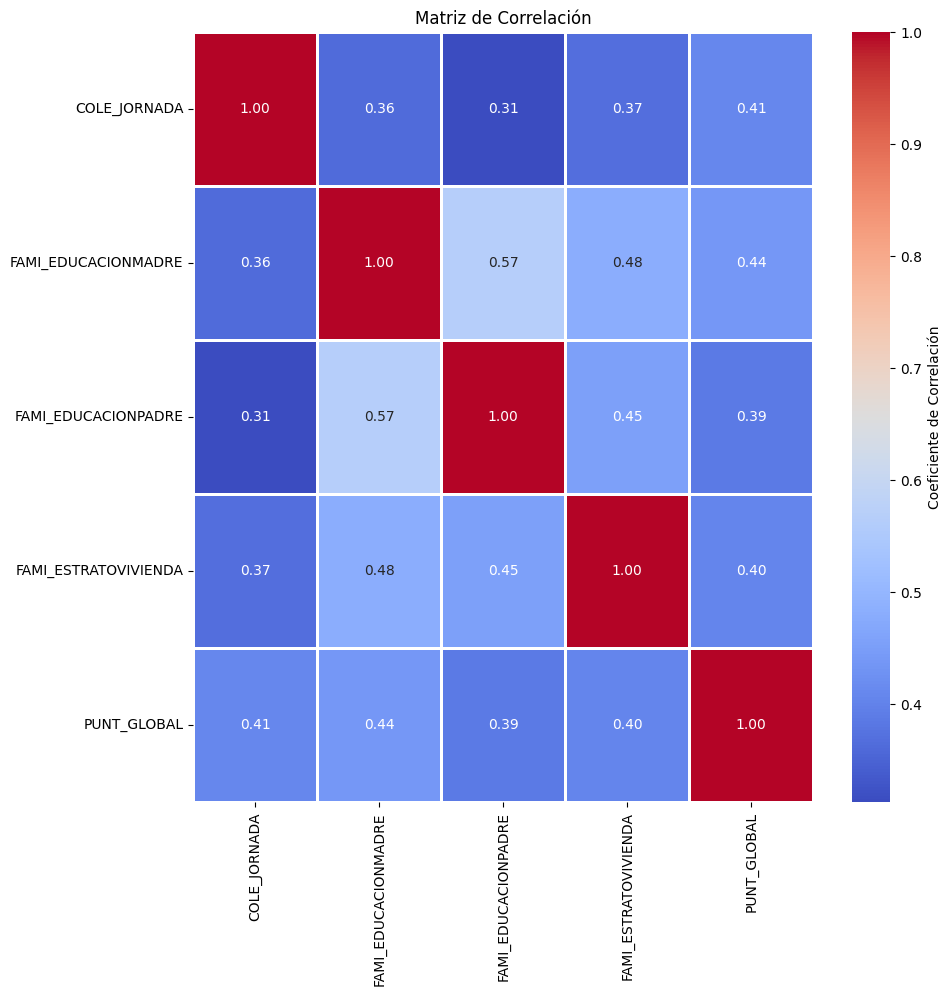 Matriz de Correlación
COLE_JORNADA
1.00 0.36 0.31 0.37 0.41
FAMI_EDUCACIONMADRE
0.36 1.00 0.57 0.48 0.44
FAMI_EDUCACIONPADRE
0.31 0.57 1.00 0.45 0.39
FAMI_ESTRATOVIVIENDA
0.37 0.48 0.45 1.00 0.40
PUNT_GLOBAL
0.41 0.44 0.39 0.40 1.00
COLE_JORNADA
FAMI_EDUCACIONMADRE
FAMI_EDUCACIONPADRE
FAMI_ESTRATOVIVIENDA
PUNT_GLOBAL
1.0
0.9
0.8
0.7
0.6
0.5
0.4
Coeficiente de Correlación